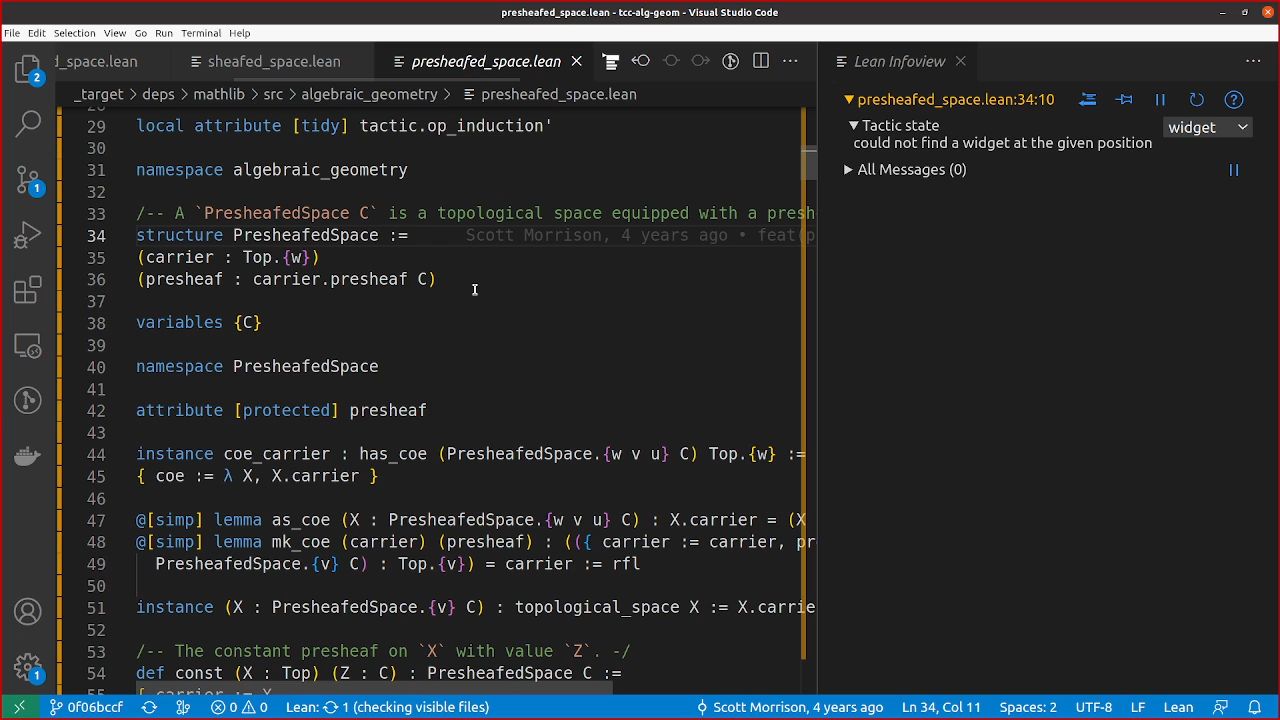 presheafed_space.lean - tcc-alg-geom - Visual Studio Code
File Edit Selection View Go Run Terminal Help
d_space.lean sheafed_space.lean presheafed_space.lean
_target > deps > mathlib > src > algebraic_geometry > presheafed_space.lean
29 local attribute [tidy] tactic.op_induction'
30
31 namespace algebraic_geometry
32
33 /-- A `PresheafedSpace C` is a topological space equipped with a presh
34 structure PresheafedSpace := Scott Morrison, 4 years ago • feat(p
35 (carrier : Top.{w})
36 (presheaf : carrier.presheaf C)
37
38 variables {C}
39
40 namespace PresheafedSpace
41
42 attribute [protected] presheaf
43
44 instance coe_carrier : has_coe (PresheafedSpace.{w v u} C) Top.{w} :=
45 { coe := λ X, X.carrier }
46
47 @[simp] lemma as_coe (X : PresheafedSpace.{w v u} C) : X.carrier = (X
48 @[simp] lemma mk_coe (carrier) (presheaf) : (({ carrier := carrier, pr
49 PresheafedSpace.{v} C) : Top.{v}) = carrier := rfl
50
51 instance (X : PresheafedSpace.{v} C) : topological_space X := X.carrie
52
53 /-- The constant presheaf on `X` with value `Z`. -/
54 def const (X : Top) (Z : C) : PresheafedSpace C :=
55 { carrier := X
Lean Infoview
presheafed_space.lean:34:10
Tactic state
widget
could not find a widget at the given position
All Messages (0)
2
1
1
0f06bccf 0 0 Lean: 1 (checking visible files) Scott Morrison, 4 years ago Ln 34, Col 11 Spaces: 2 UTF-8 LF Lean